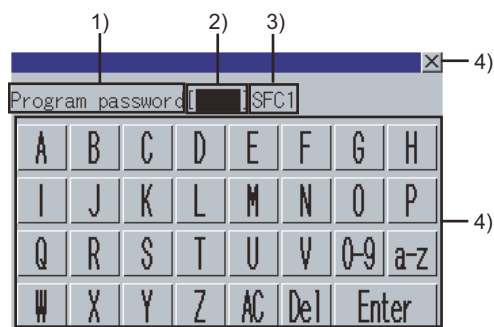 1) 2) 3)
4)
Program password[ ]SFC1
A B C D E F G H
I J K L M N O P
4)
Q R S T U V 0-9 a-z
W X Y Z AC Del Enter